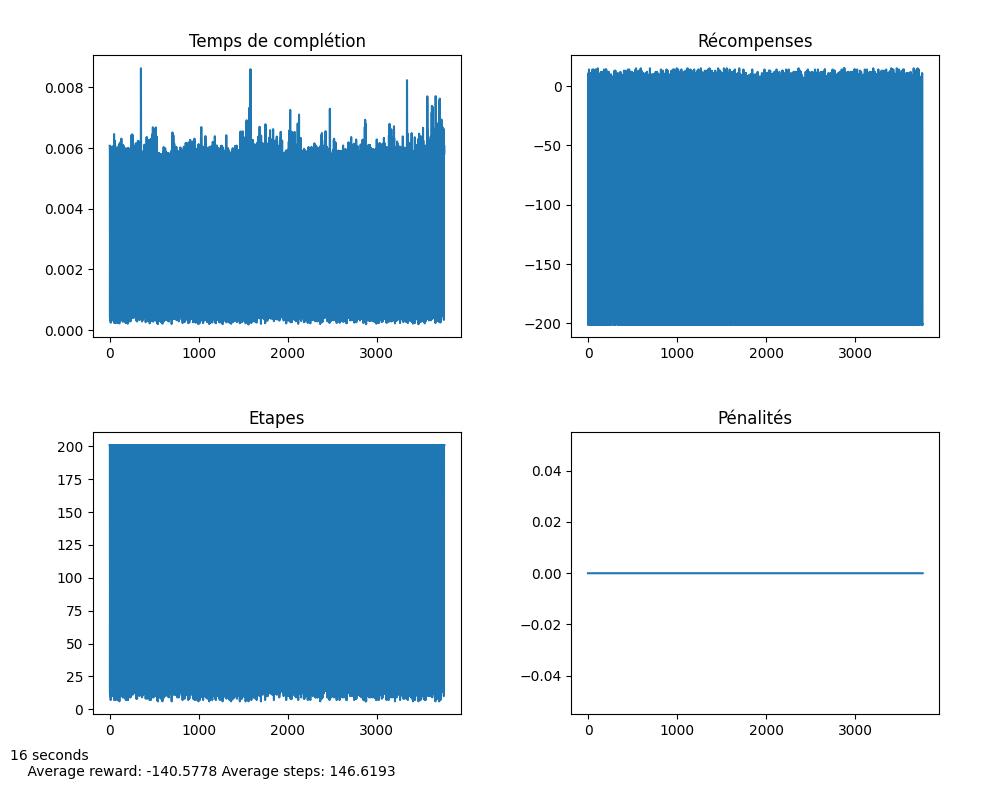 Temps de complétion
0.008
0.006
0.004
0.002
0.000
0 1000 2000 3000
Récompenses
0
−50
−100
−150
−200
0 1000 2000 3000
Etapes
200
175
150
125
100
75
50
25
0
0 1000 2000 3000
Pénalités
0.04
0.02
0.00
−0.02
−0.04
0 1000 2000 3000
16 seconds
Average reward: -140.5778 Average steps: 146.6193